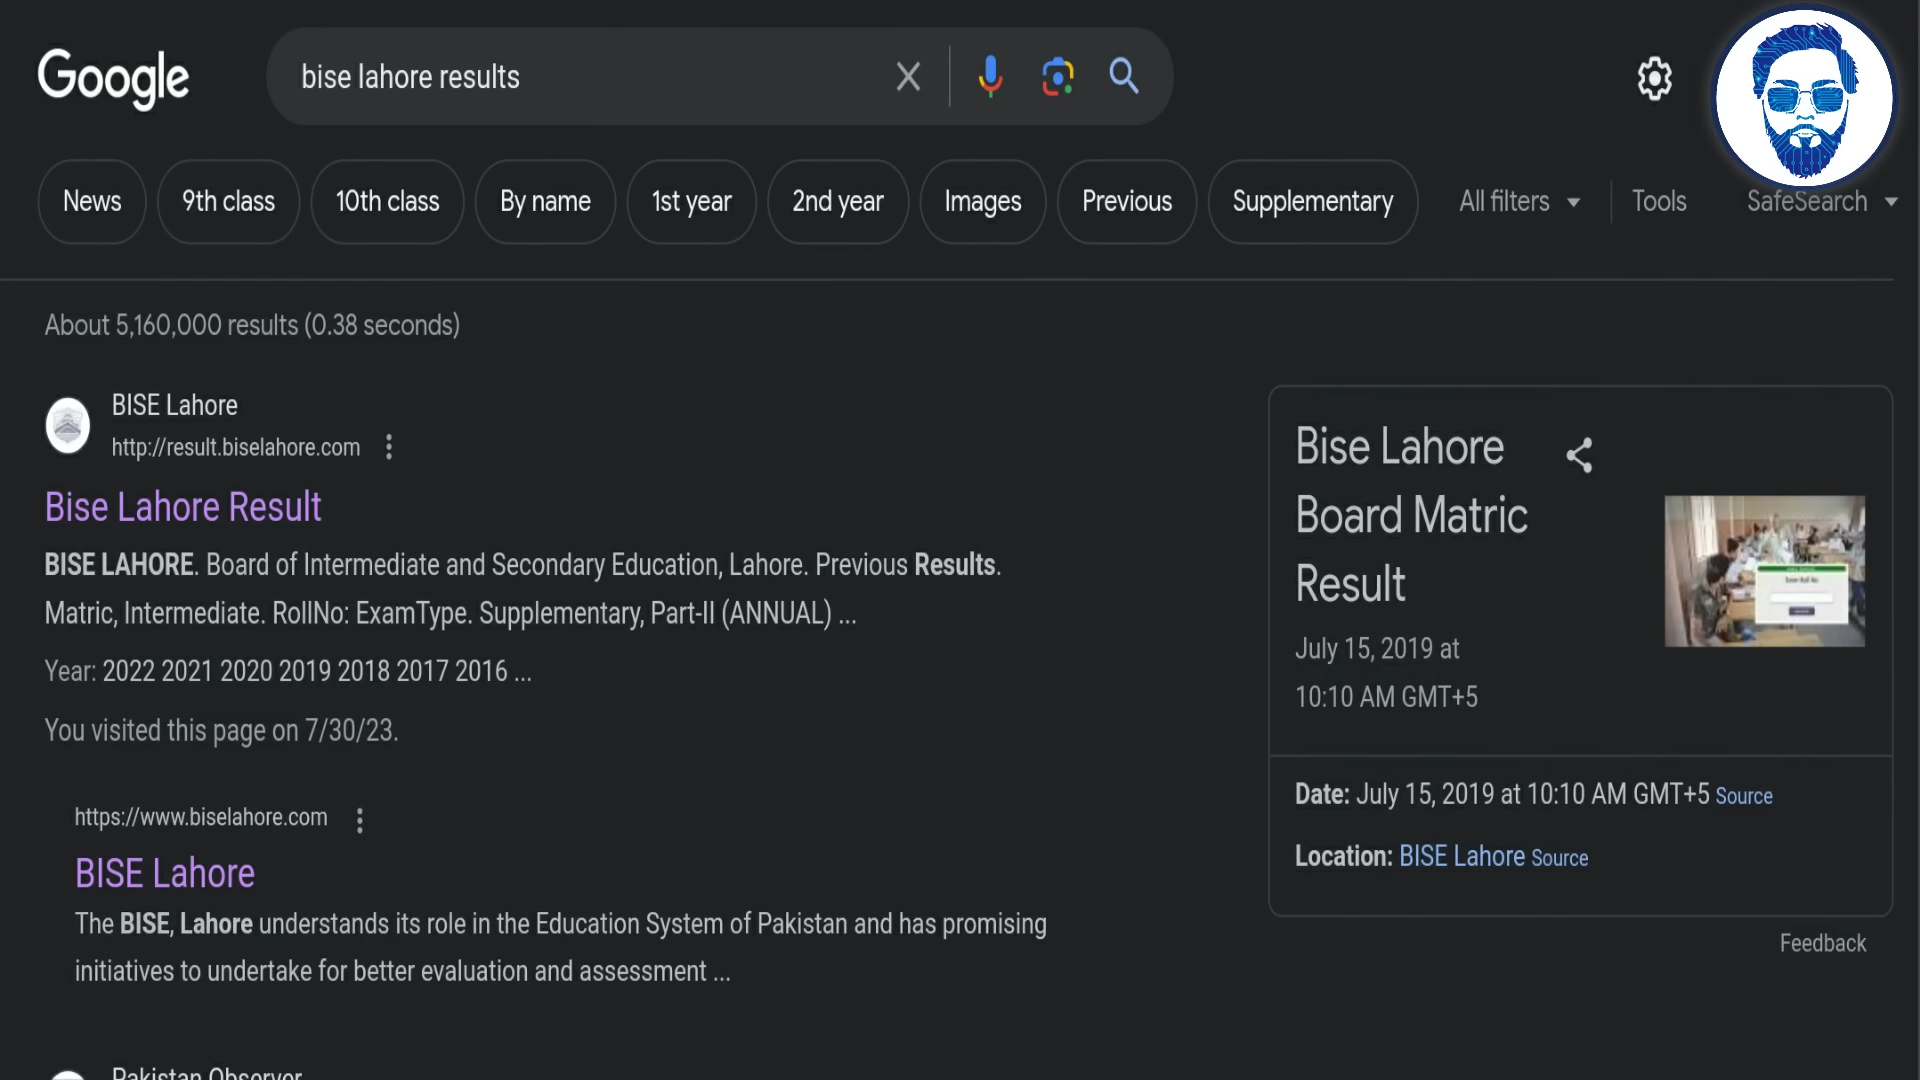 Google
bise lahore results
News
9th class
10th class
By name
1st year
2nd year
Images
Previous
Supplementary
All filters
Tools
SafeSearch
About 5,160,000 results (0.38 seconds)
BISE Lahore
http://result.biselahore.com
Bise Lahore Result
BISE LAHORE. Board of Intermediate and Secondary Education, Lahore. Previous Results.
Matric, Intermediate. RollNo: ExamType. Supplementary, Part-II (ANNUAL) ...
Year: 2022 2021 2020 2019 2018 2017 2016 ...
You visited this page on 7/30/23.
https://www.biselahore.com
BISE Lahore
The BISE, Lahore understands its role in the Education System of Pakistan and has promising
initiatives to undertake for better evaluation and assessment ...
Pakistan Observer
Bise Lahore
Board Matric
Result
July 15, 2019 at
10:10 AM GMT+5
Date: July 15, 2019 at 10:10 AM GMT+5 Source
Location: BISE Lahore Source
Feedback